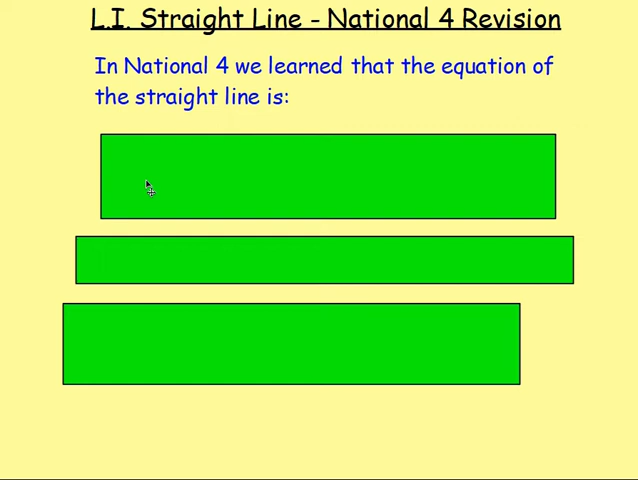 L.I. Straight Line - National 4 Revision
In National 4 we learned that the equation of
the straight line is: